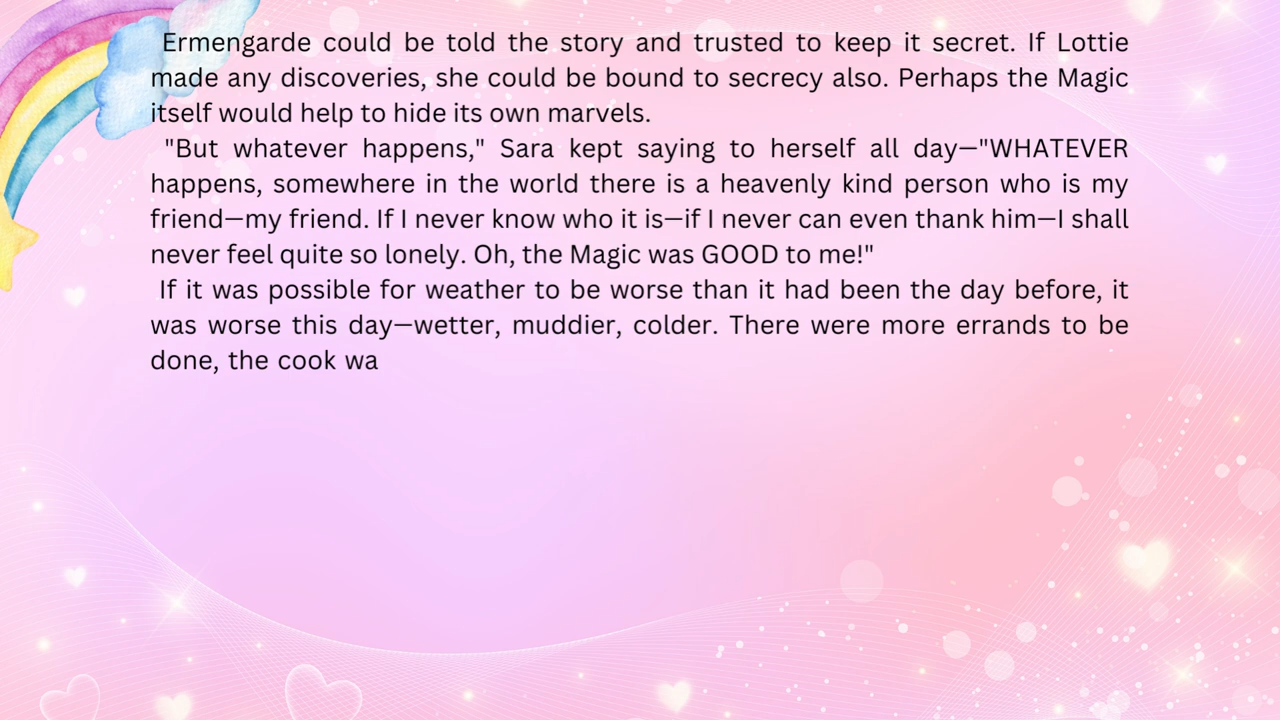 Ermengarde could be told the story and trusted to keep it secret. If Lottie
made any discoveries, she could be bound to secrecy also. Perhaps the Magic
itself would help to hide its own marvels.
"But whatever happens," Sara kept saying to herself all day—"WHATEVER
happens, somewhere in the world there is a heavenly kind person who is my
friend—my friend. If I never know who it is—if I never can even thank him—I shall
never feel quite so lonely. Oh, the Magic was GOOD to me!"
If it was possible for weather to be worse than it had been the day before, it
was worse this day—wetter, muddier, colder. There were more errands to be
done, the cook wa